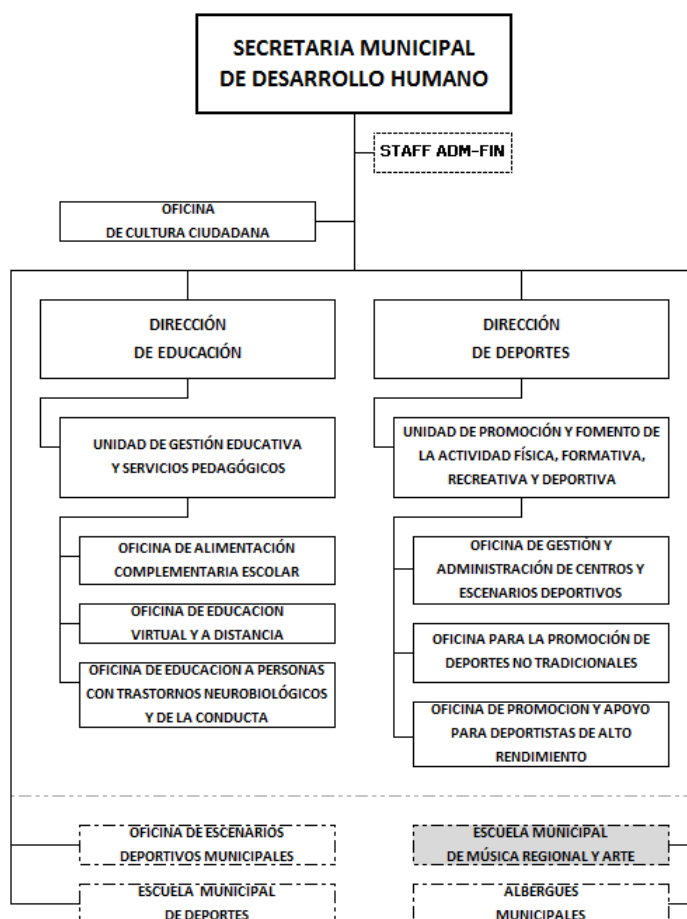 SECRETARIA MUNICIPAL
DE DESARROLLO HUMANO
STAFF ADM-FIN
OFICINA
DE CULTURA CIUDADANA
DIRECCIÓN
DE EDUCACIÓN
UNIDAD DE GESTIÓN EDUCATIVA
Y SERVICIOS PEDAGÓGICOS
OFICINA DE ALIMENTACIÓN
COMPLEMENTARIA ESCOLAR
OFICINA DE EDUCACION
VIRTUAL Y A DISTANCIA
OFICINA DE EDUCACION A PERSONAS
CON TRASTORNOS NEUROBIOLÓGICOS
Y DE LA CONDUCTA
DIRECCIÓN
DE DEPORTES
UNIDAD DE PROMOCIÓN Y FOMENTO DE
LA ACTIVIDAD FÍSICA, FORMATIVA,
RECREATIVA Y DEPORTIVA
OFICINA DE GESTIÓN Y
ADMINISTRACIÓN DE CENTROS Y
ESCENARIOS DEPORTIVOS
OFICINA PARA LA PROMOCIÓN DE
DEPORTES NO TRADICIONALES
OFICINA DE PROMOCION Y APOYO
PARA DEPORTISTAS DE ALTO
RENDIMIENTO
OFICINA DE ESCENARIOS
DEPORTIVOS MUNICIPALES
ESCUELA MUNICIPAL
DE MÚSICA REGIONAL Y ARTE
ESCUELA MUNICIPAL
DE DEPORTES
ALBERGUES
MUNICIPALES